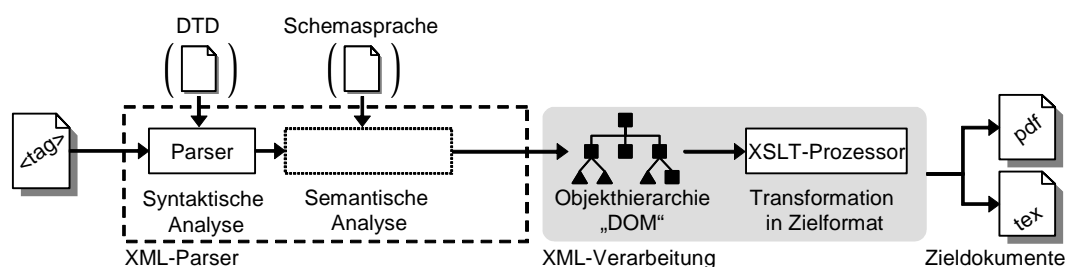 DTD
Schemasprache
<tag>
Parser
Syntaktische
Analyse
Semantische
Analyse
XML-Parser
Objekthierarchie
„DOM“
XSLT-Prozessor
Transformation
in Zielformat
XML-Verarbeitung
pdf
tex
Zieldokumente